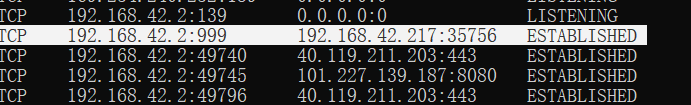 TCP 192.168.42.2:139 0.0.0.0:0 LISTENING
TCP 192.168.42.2:999 192.168.42.217:35756 ESTABLISHED
TCP 192.168.42.2:49740 40.119.211.203:443 ESTABLISHED
TCP 192.168.42.2:49745 101.227.139.187:8080 ESTABLISHED
TCP 192.168.42.2:49796 40.119.211.203:443 ESTABLISHED